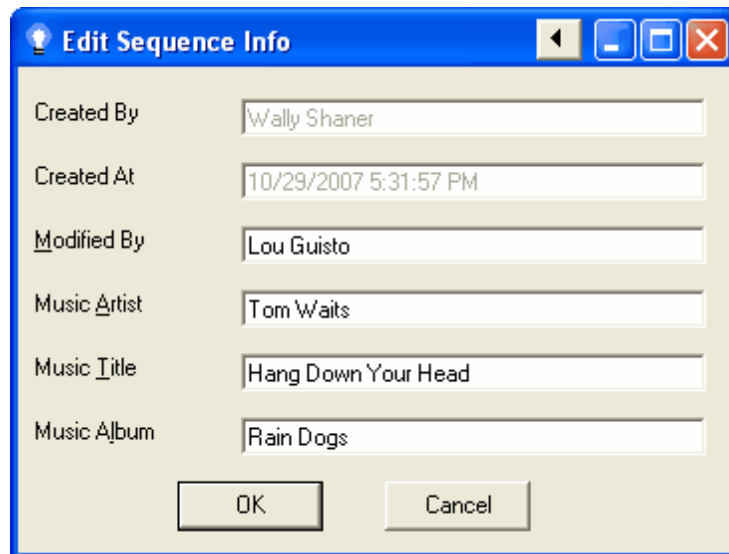 Edit Sequence Info
Created By Wally Shaner
Created At 10/29/2007 5:31:57 PM
Modified By Lou Guisto
Music Artist Tom Waits
Music Title Hang Down Your Head
Music Album Rain Dogs
OK Cancel